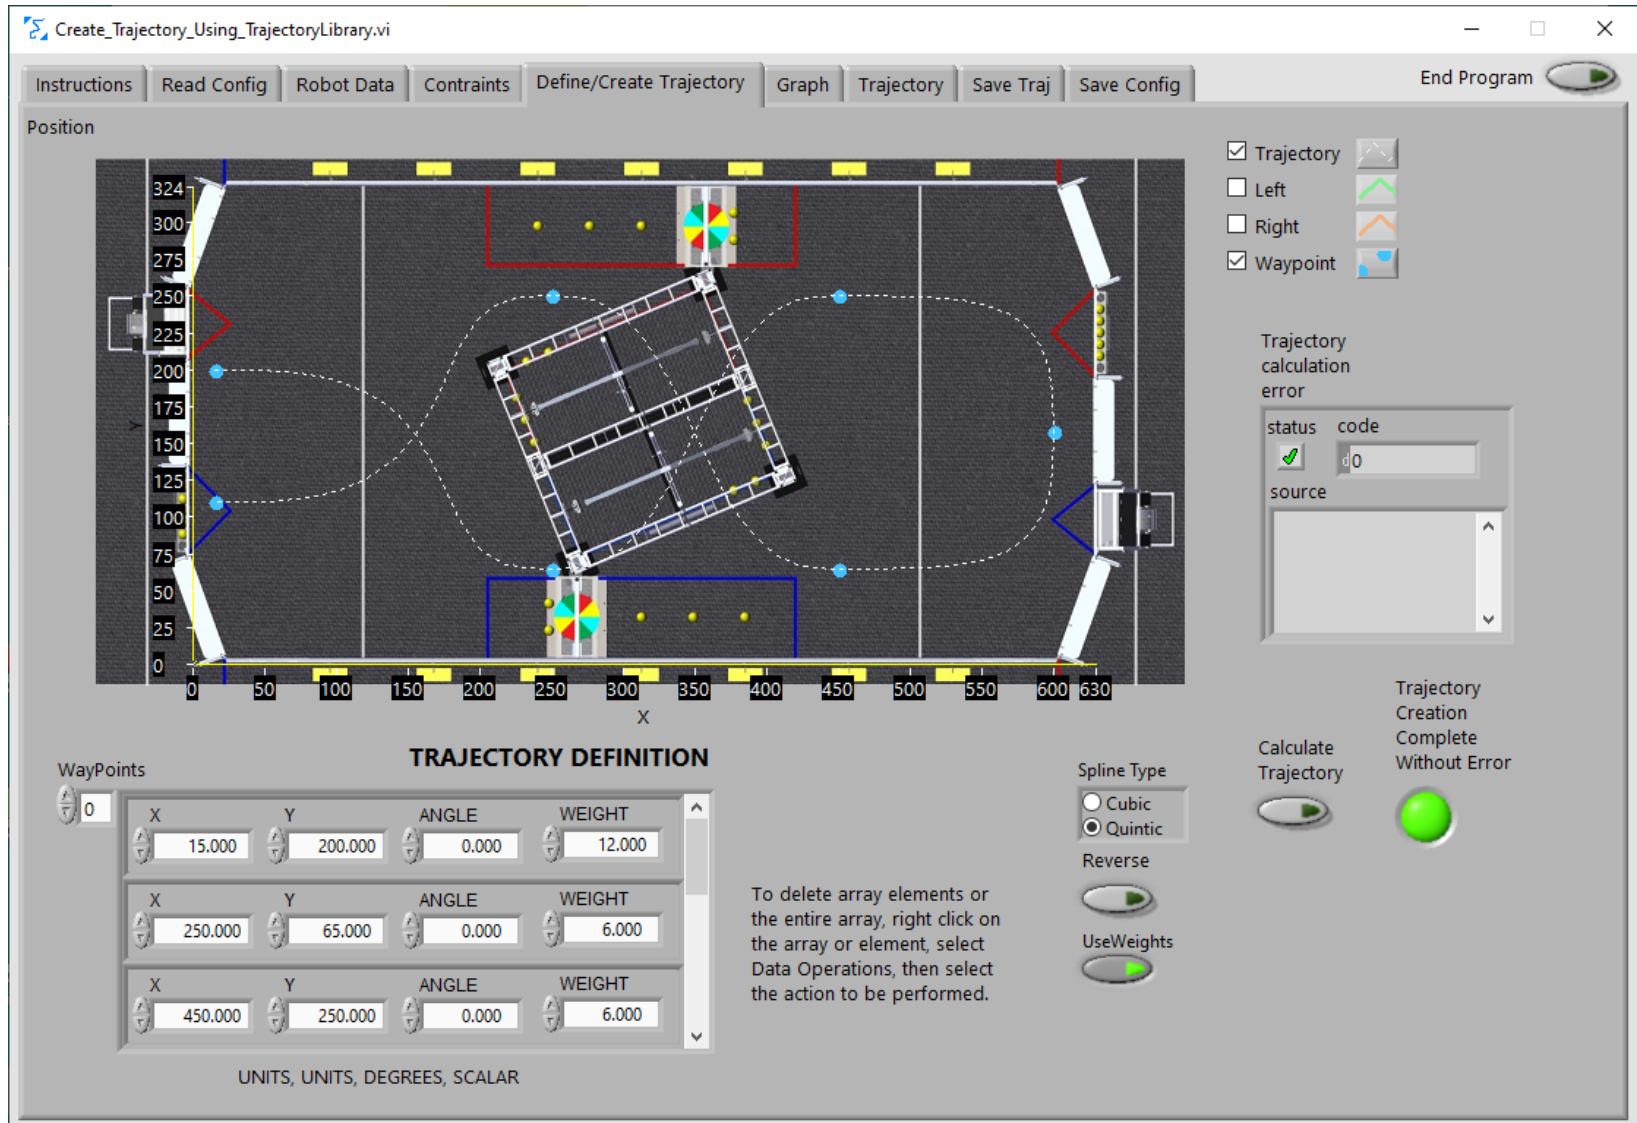 Create_Trajectory_Using_TrajectoryLibrary.vi
Instructions
Read Config
Robot Data
Contraints
Define/Create Trajectory
Graph
Trajectory
Save Traj
Save Config
End Program
Position
324
300
275
250
225
200
175
150
125
100
75
50
25
0
Y
0
50
100
150
200
250
300
350
400
450
500
550
600
630
X
Trajectory
Left
Right
Waypoint
Trajectory
calculation
error
status
code
d0
source
Trajectory
Creation
Complete
Without Error
Calculate
Trajectory
TRAJECTORY DEFINITION
WayPoints
0
X Y ANGLE WEIGHT
15.000 200.000 0.000 12.000
X Y ANGLE WEIGHT
250.000 65.000 0.000 6.000
X Y ANGLE WEIGHT
450.000 250.000 0.000 6.000
UNITS, UNITS, DEGREES, SCALAR
To delete array elements or
the entire array, right click on
the array or element, select
Data Operations, then select
the action to be performed.
Spline Type
Cubic
Quintic
Reverse
UseWeights